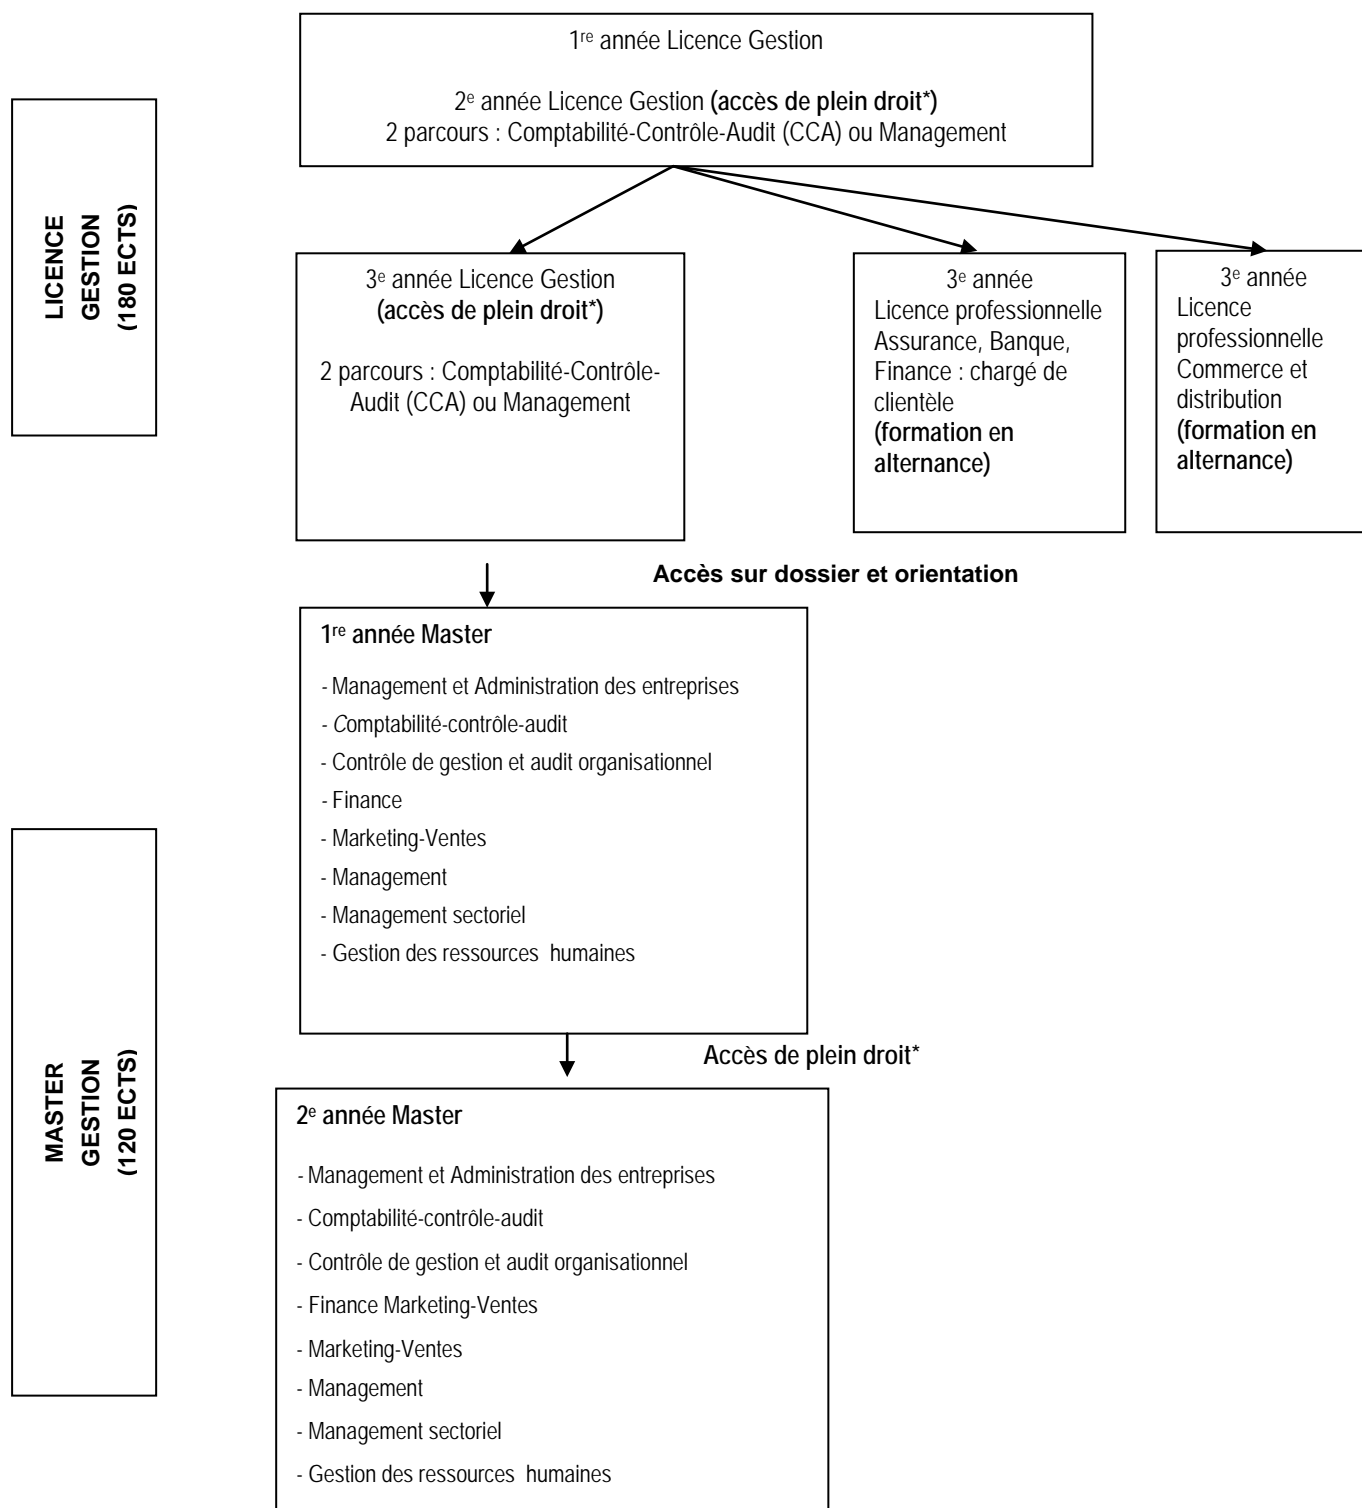 1re année Licence Gestion
2e année Licence Gestion (accès de plein droit*)
2 parcours : Comptabilité-Contrôle-Audit (CCA) ou Management
LICENCE
GESTION
(180 ECTS)
3e année Licence Gestion
(accès de plein droit*)
2 parcours : Comptabilité-Contrôle-
Audit (CCA) ou Management
3e année
Licence professionnelle
Assurance, Banque,
Finance : chargé de
clientèle
(formation en
alternance)
3e année
Licence
professionnelle
Commerce et
distribution
(formation en
alternance)
Accès sur dossier et orientation
1re année Master
- Management et Administration des entreprises
- Comptabilité-contrôle-audit
- Contrôle de gestion et audit organisationnel
- Finance
- Marketing-Ventes
- Management
- Management sectoriel
- Gestion des ressources humaines
MASTER
GESTION
(120 ECTS)
Accès de plein droit*
2e année Master
- Management et Administration des entreprises
- Comptabilité-contrôle-audit
- Contrôle de gestion et audit organisationnel
- Finance Marketing-Ventes
- Marketing-Ventes
- Management
- Management sectoriel
- Gestion des ressources humaines